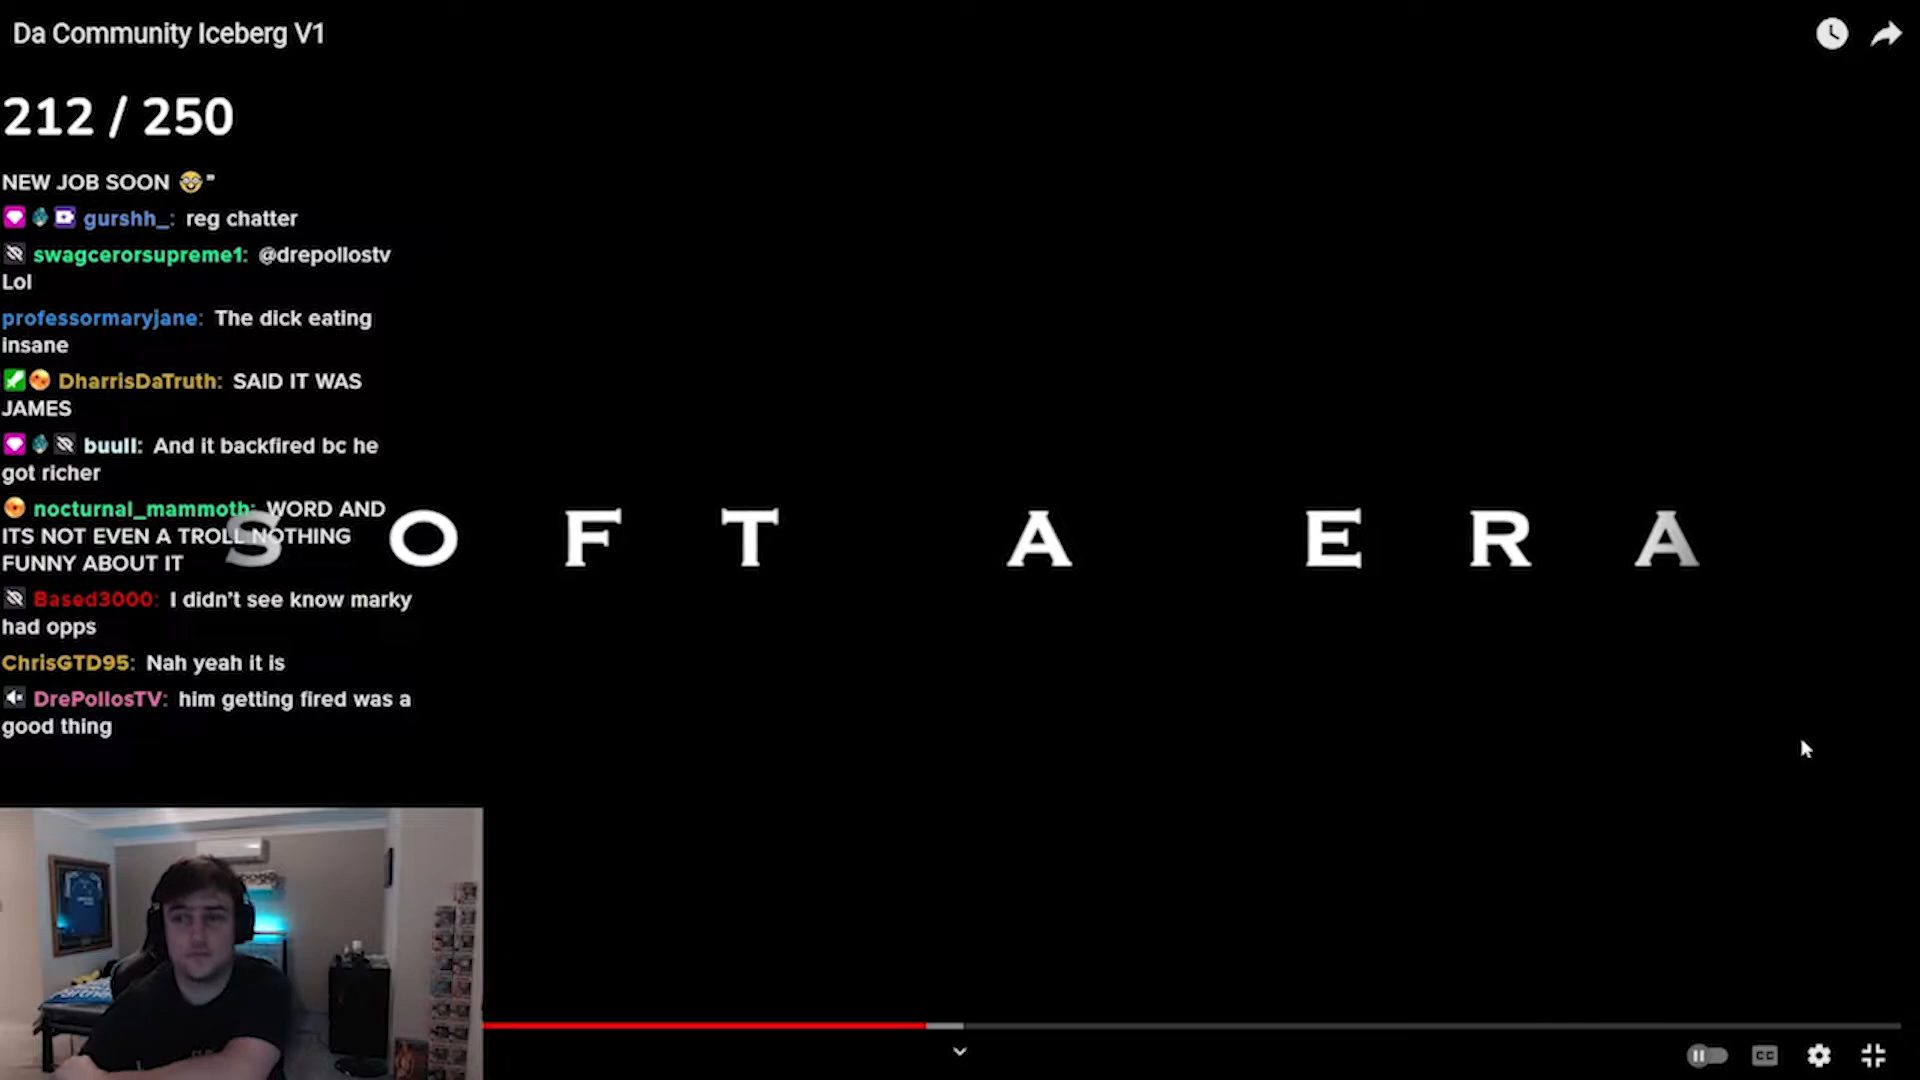 Da Community Iceberg V1
212 / 250
NEW JOB SOON 🥸"
gurshh_: reg chatter
swagcerorsupreme1: @drepollostv
Lol
professormaryjane: The dick eating
insane
DharrisDaTruth: SAID IT WAS
JAMES
buull: And it backfired bc he
got richer
nocturnal_mammoth: WORD AND
ITS NOT EVEN A TROLL NOTHING
FUNNY ABOUT IT
SOFT A ERA
Based3000: I didn't see know marky
had opps
ChrisGTD95: Nah yeah it is
DrePollosTV: him getting fired was a
good thing
CC